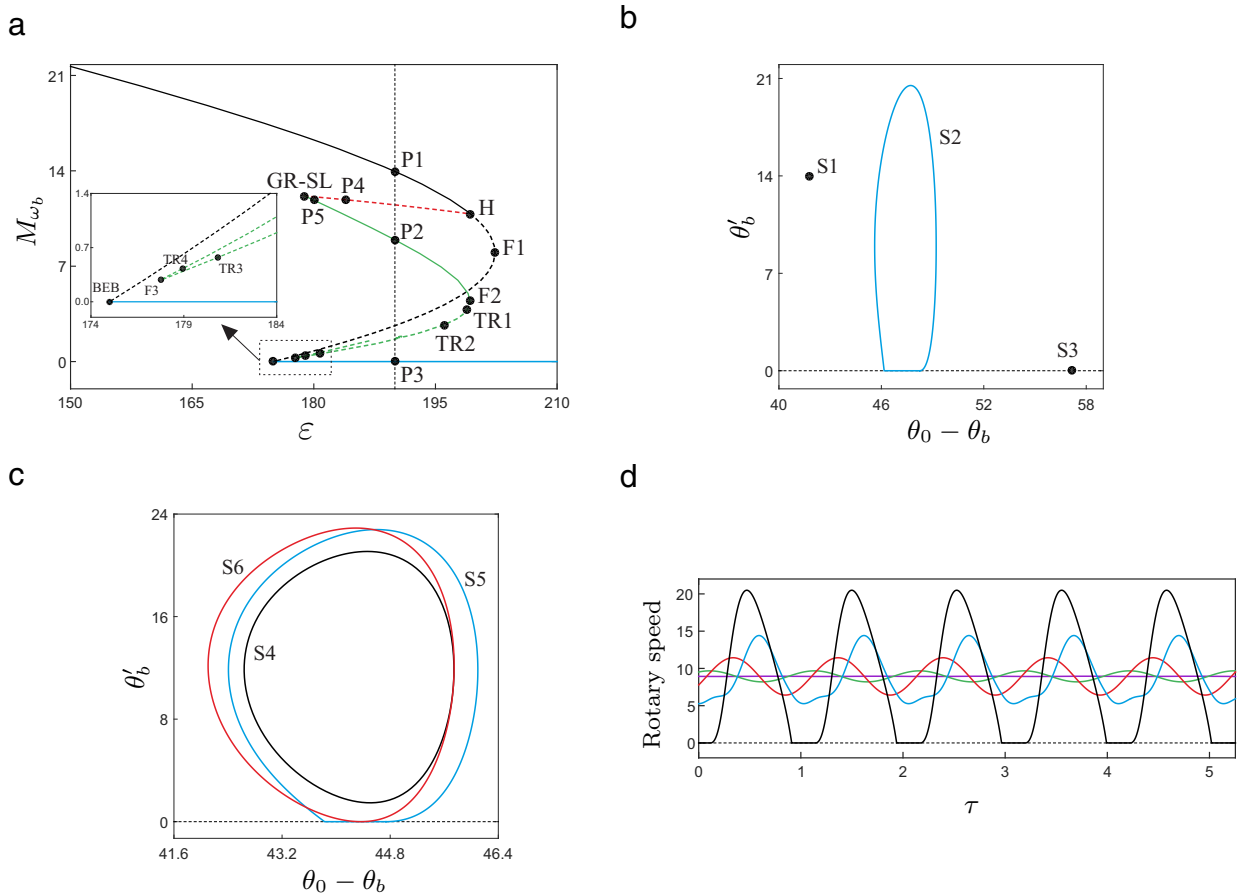 a
21
14
7
0
M_{ω_b}
150
165
180
195
210
ε
P1
GR-SL
P4
P5
H
P2
F1
F2
TR1
TR2
P3
1.4
0.7
0.0
BEB
TR4
F3
TR3
174
179
184
b
21
14
7
0
θ′_b
S1
S2
S3
40
46
52
58
θ_0 − θ_b
c
24
16
8
0
θ′_b
S6
S5
S4
41.6
43.2
44.8
46.4
θ_0 − θ_b
d
20
15
10
5
0
Rotary speed
0
1
2
3
4
5
τ